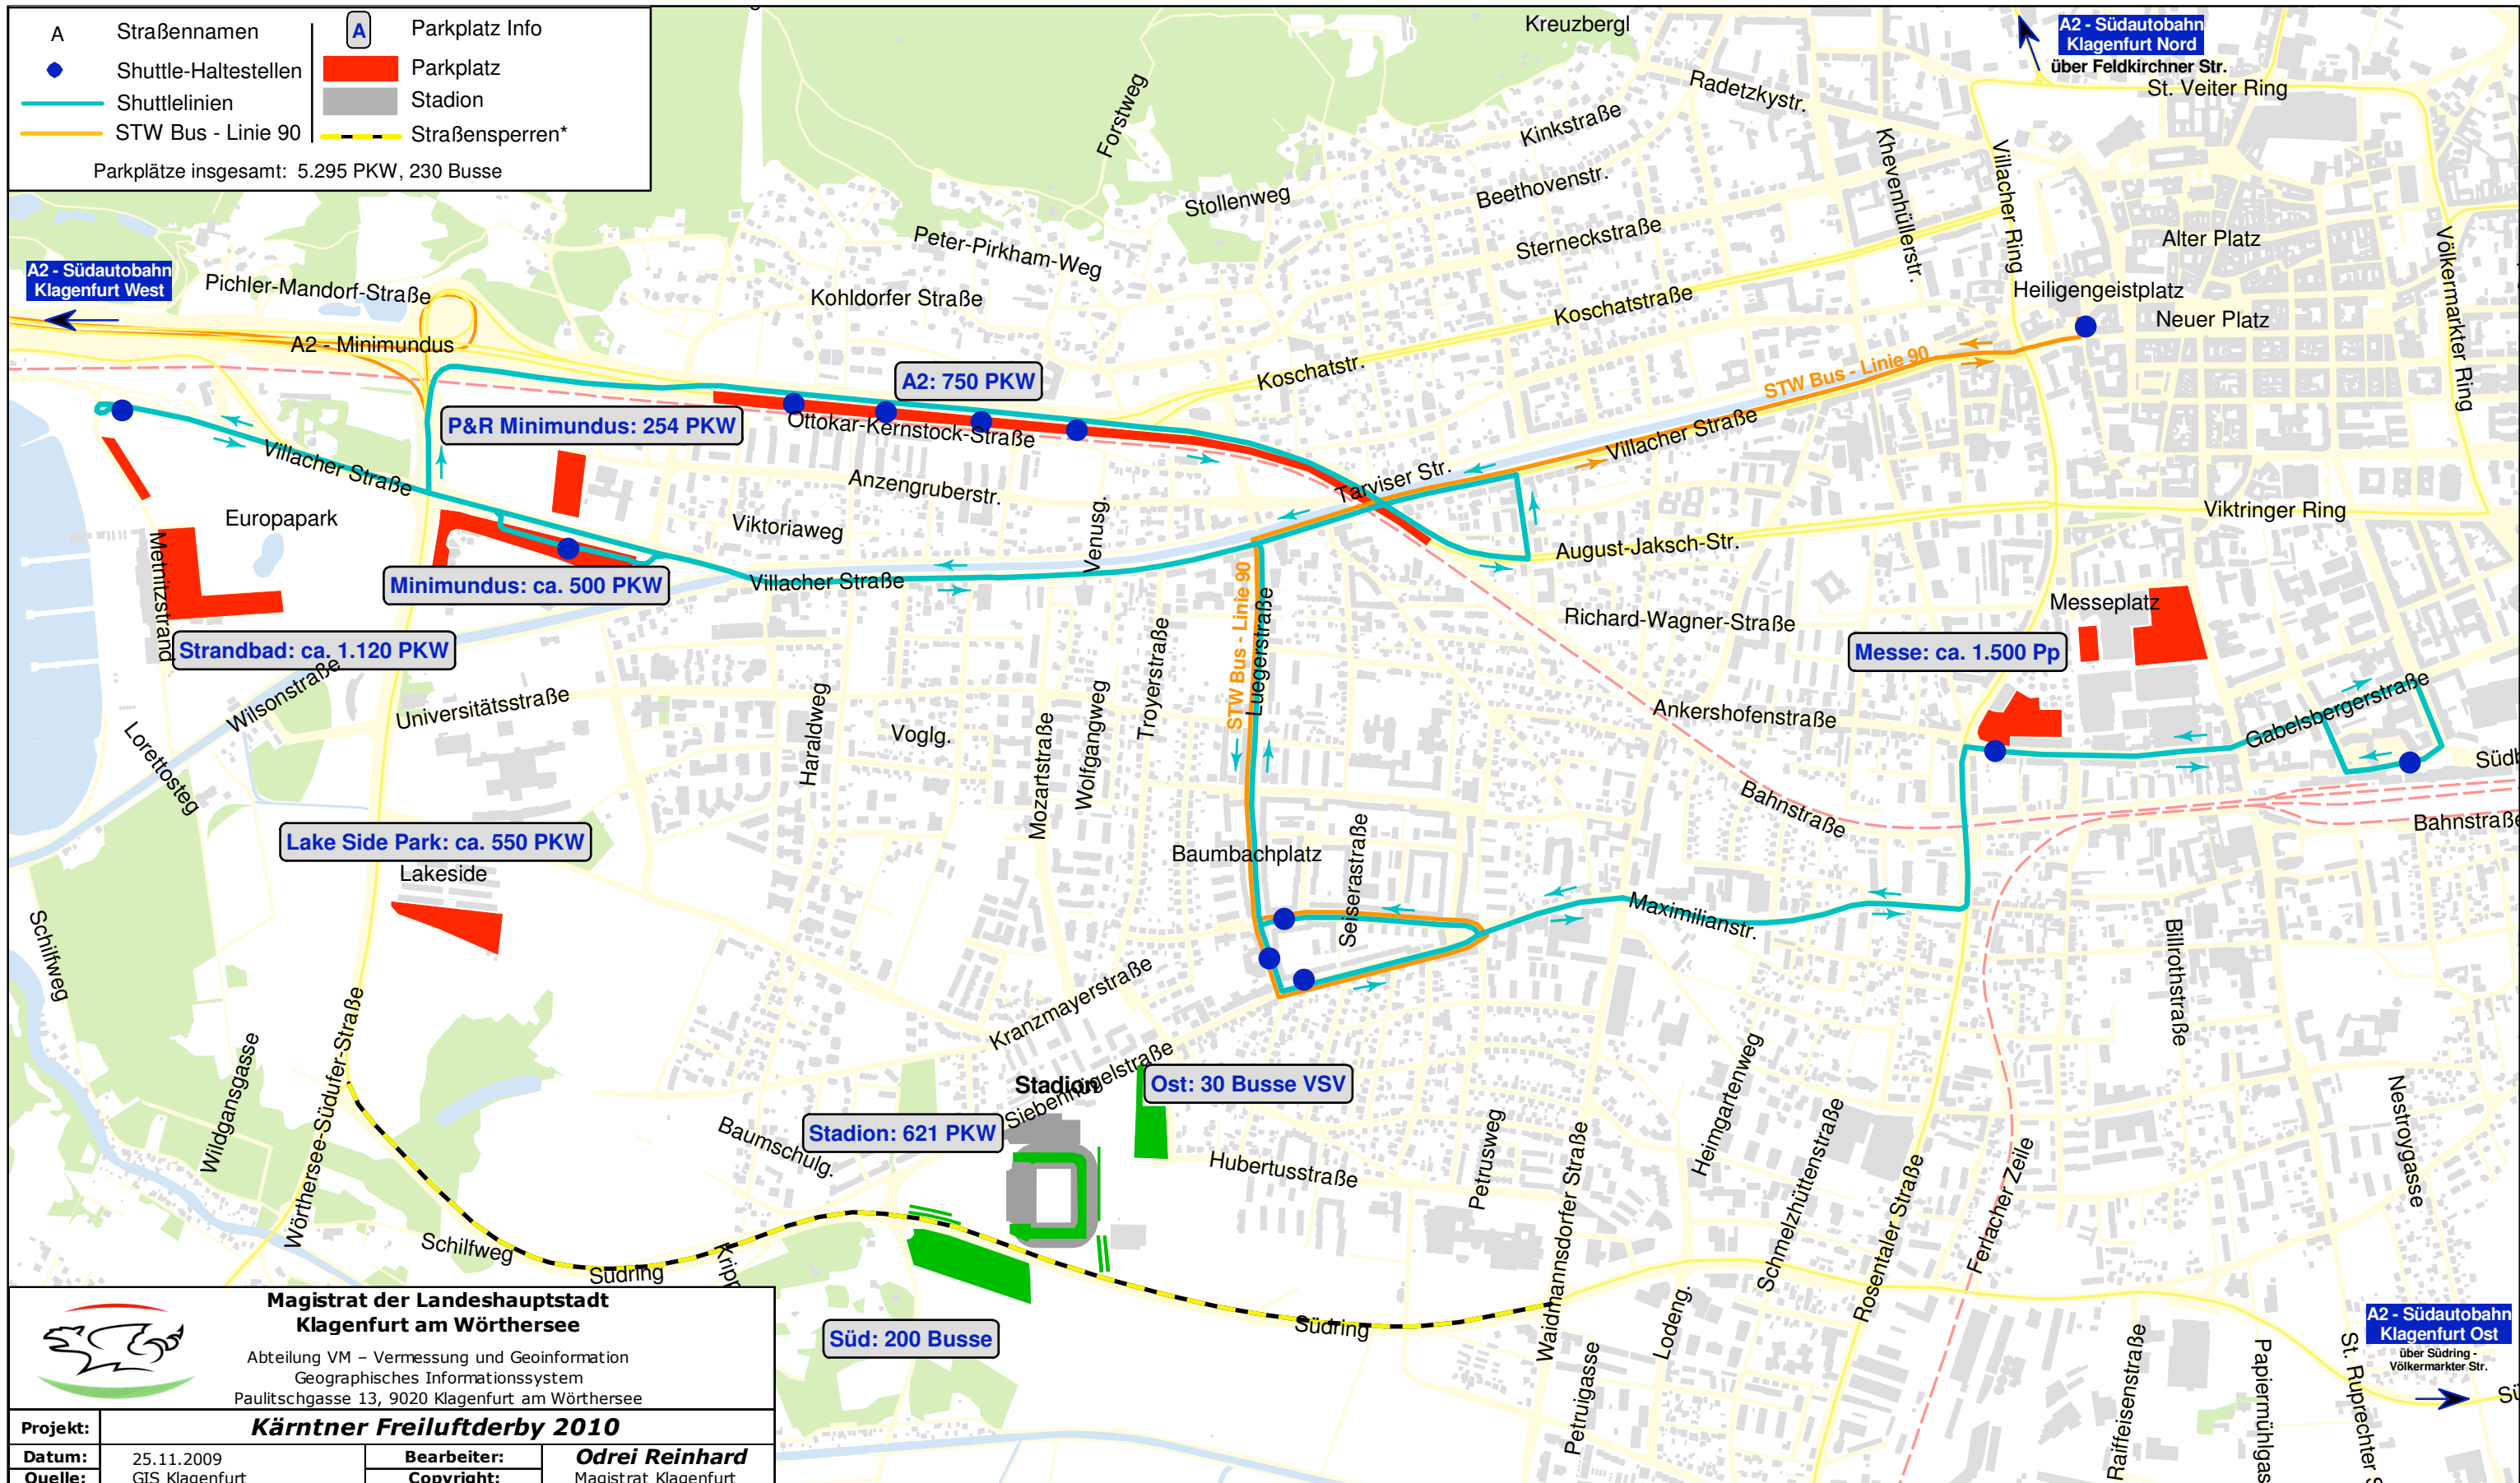 A Straßennamen
Shuttle-Haltestellen
Shuttlelinien
STW Bus - Linie 90
A Parkplatz Info
Parkplatz
Stadion
Straßensperren*
Parkplätze insgesamt: 5.295 PKW, 230 Busse
Kreuzbergl
A2 - Südautobahn
Klagenfurt Nord
über Feldkirchner Str.
St. Veiter Ring
Radetzkystr.
Forstweg
Kinkstraße
Khevenhüllerstr.
Villacher Ring
Beethovenstr.
Stollenweg
Sterneckstraße
Peter-Pirkham-Weg
Alter Platz
Völkermarkter Ring
A2 - Südautobahn
Klagenfurt West
Pichler-Mandorf-Straße
Kohldorfer Straße
Koschatstraße
Heiligengeistplatz
Neuer Platz
A2 - Minimundus
Koschatstr.
STW Bus - Linie 90
A2: 750 PKW
P&R Minimundus: 254 PKW
Ottokar-Kernstock-Straße
Villacher Straße
Villacher Straße
Tarviser Str.
Anzengruberstr.
Europapark
Viktoriaweg
Venusg.
Viktringer Ring
August-Jaksch-Str.
Metnitzstrand
Minimundus: ca. 500 PKW
Villacher Straße
STW Bus - Linie 90
Luegerstraße
Richard-Wagner-Straße
Messeplatz
Strandbad: ca. 1.120 PKW
Messe: ca. 1.500 Pp
Wilsonstraße
Universitätsstraße
Haraldweg
Voglg.
Mozartstraße
Wolfgangweg
Troyerstraße
Ankershofenstraße
Gabelsbergerstraße
Lorettosteg
Bahnstraße
Bahnstraße
Lake Side Park: ca. 550 PKW
Lakeside
Baumbachplatz
Seiserastraße
Maximilianstr.
Schilfweg
Billrothstraße
Kranzmayerstraße
Wörthersee-Südufer-Straße
Wildgansgasse
Stadion
Siebenhügelstraße
Ost: 30 Busse VSV
Stadion: 621 PKW
Baumschulg.
Hubertusstraße
Petrusweg
Heimgartenweg
Schmelzhüttenstraße
Waidmannsdorfer Straße
Rosentaler Straße
Ferlacher Zeile
Nestroygasse
Schilfweg
Südring
Südring
Süd: 200 Busse
Lodeng.
Petruigasse
Raiffeisenstraße
Papiermühlgas
St. Ruprechter S
A2 - Südautobahn
Klagenfurt Ost
über Südring -
Völkermarkter Str.
Magistrat der Landeshauptstadt
Klagenfurt am Wörthersee
Abteilung VM – Vermessung und Geoinformation
Geographisches Informationssystem
Paulitschgasse 13, 9020 Klagenfurt am Wörthersee
Projekt: Kärntner Freiluftderby 2010
Datum: 25.11.2009 Bearbeiter: Odrei Reinhard
Quelle: GIS Klagenfurt Copyright: Magistrat Klagenfurt